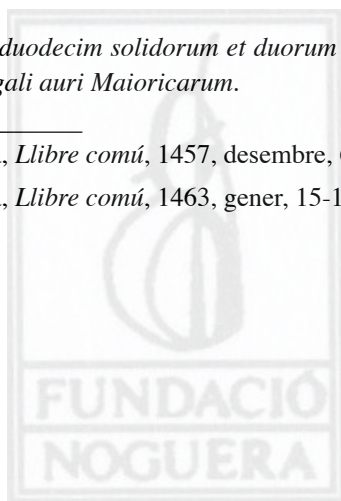 duodecim solidorum et duorum
gali auri Maioricarum.
, Llibre comú, 1457, desembre,
, Llibre comú, 1463, gener, 15-1
FUNDACIÓ
NOGUERA